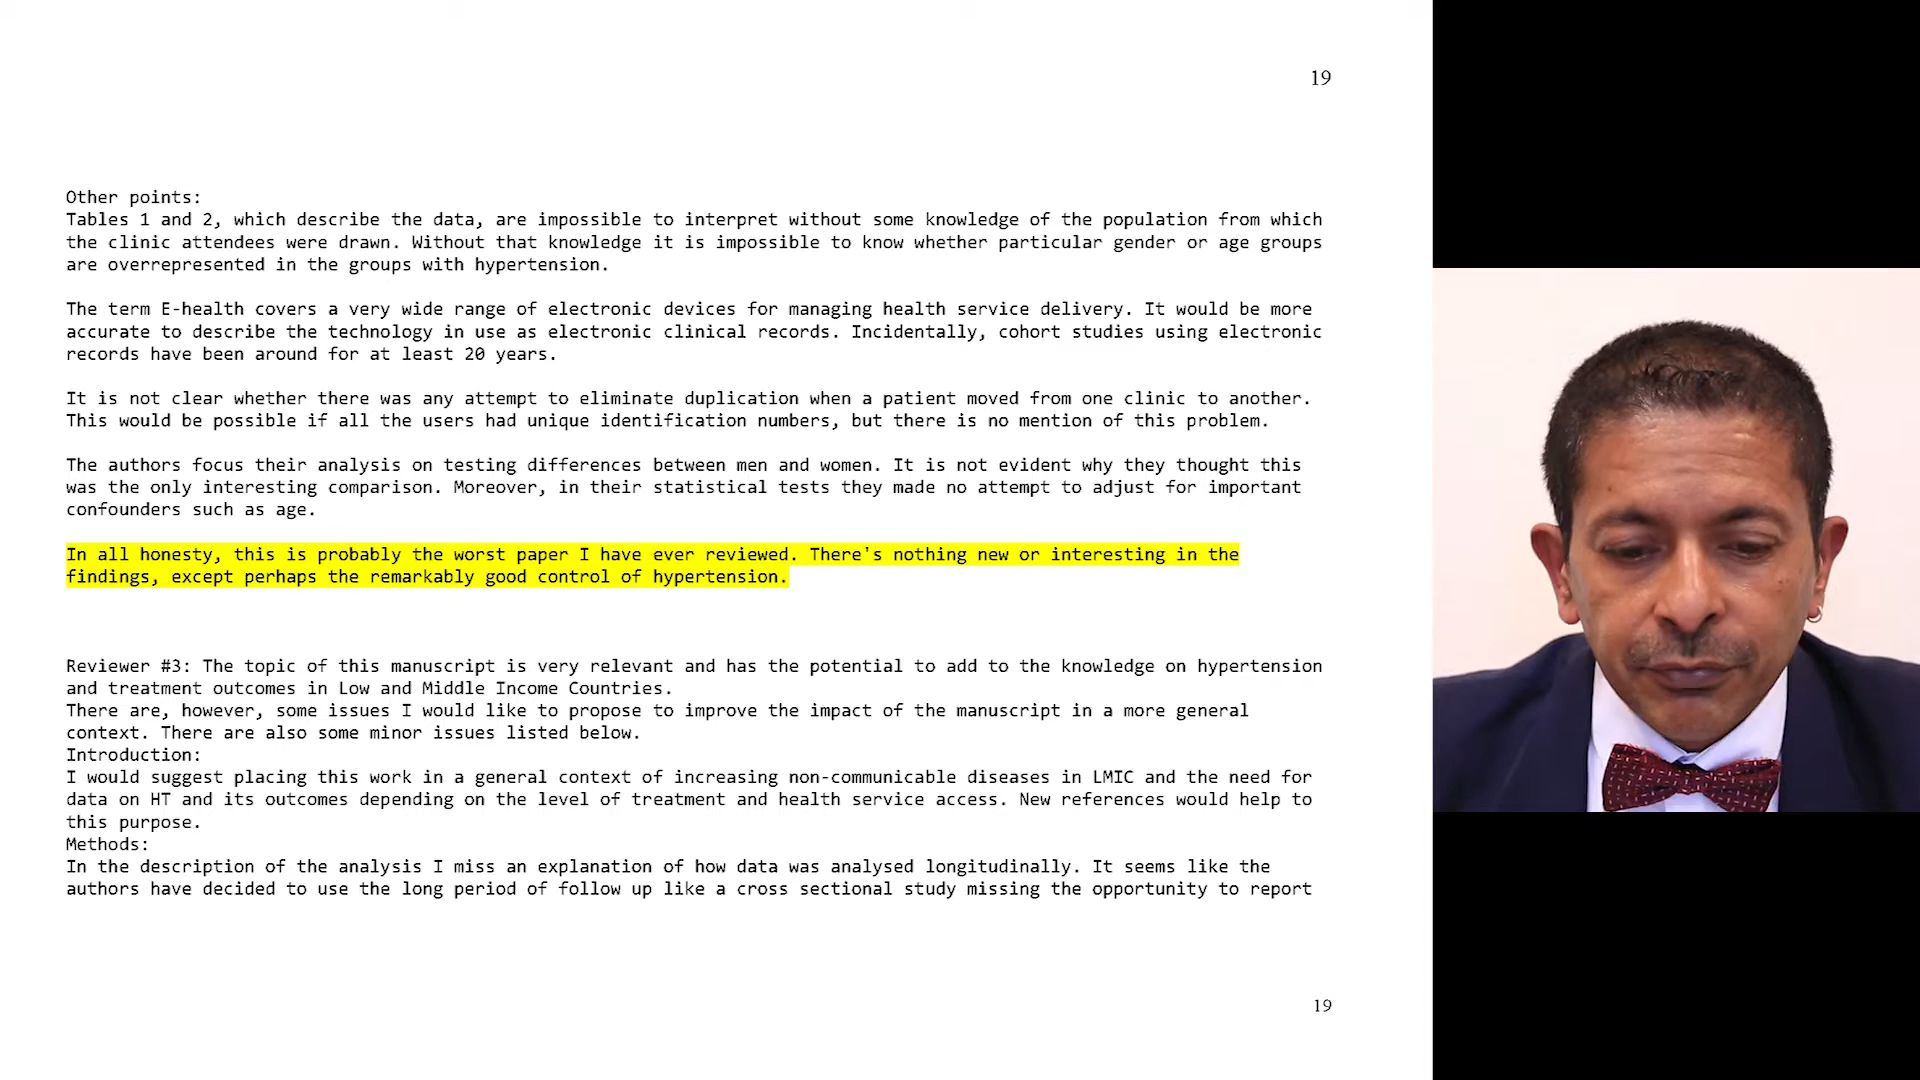 19
Other points:
Tables 1 and 2, which describe the data, are impossible to interpret without some knowledge of the population from which
the clinic attendees were drawn. Without that knowledge it is impossible to know whether particular gender or age groups
are overrepresented in the groups with hypertension.
The term E-health covers a very wide range of electronic devices for managing health service delivery. It would be more
accurate to describe the technology in use as electronic clinical records. Incidentally, cohort studies using electronic
records have been around for at least 20 years.
It is not clear whether there was any attempt to eliminate duplication when a patient moved from one clinic to another.
This would be possible if all the users had unique identification numbers, but there is no mention of this problem.
The authors focus their analysis on testing differences between men and women. It is not evident why they thought this
was the only interesting comparison. Moreover, in their statistical tests they made no attempt to adjust for important
confounders such as age.
In all honesty, this is probably the worst paper I have ever reviewed. There's nothing new or interesting in the
findings, except perhaps the remarkably good control of hypertension.
Reviewer #3: The topic of this manuscript is very relevant and has the potential to add to the knowledge on hypertension
and treatment outcomes in Low and Middle Income Countries.
There are, however, some issues I would like to propose to improve the impact of the manuscript in a more general
context. There are also some minor issues listed below.
Introduction:
I would suggest placing this work in a general context of increasing non-communicable diseases in LMIC and the need for
data on HT and its outcomes depending on the level of treatment and health service access. New references would help to
this purpose.
Methods:
In the description of the analysis I miss an explanation of how data was analysed longitudinally. It seems like the
authors have decided to use the long period of follow up like a cross sectional study missing the opportunity to report
19